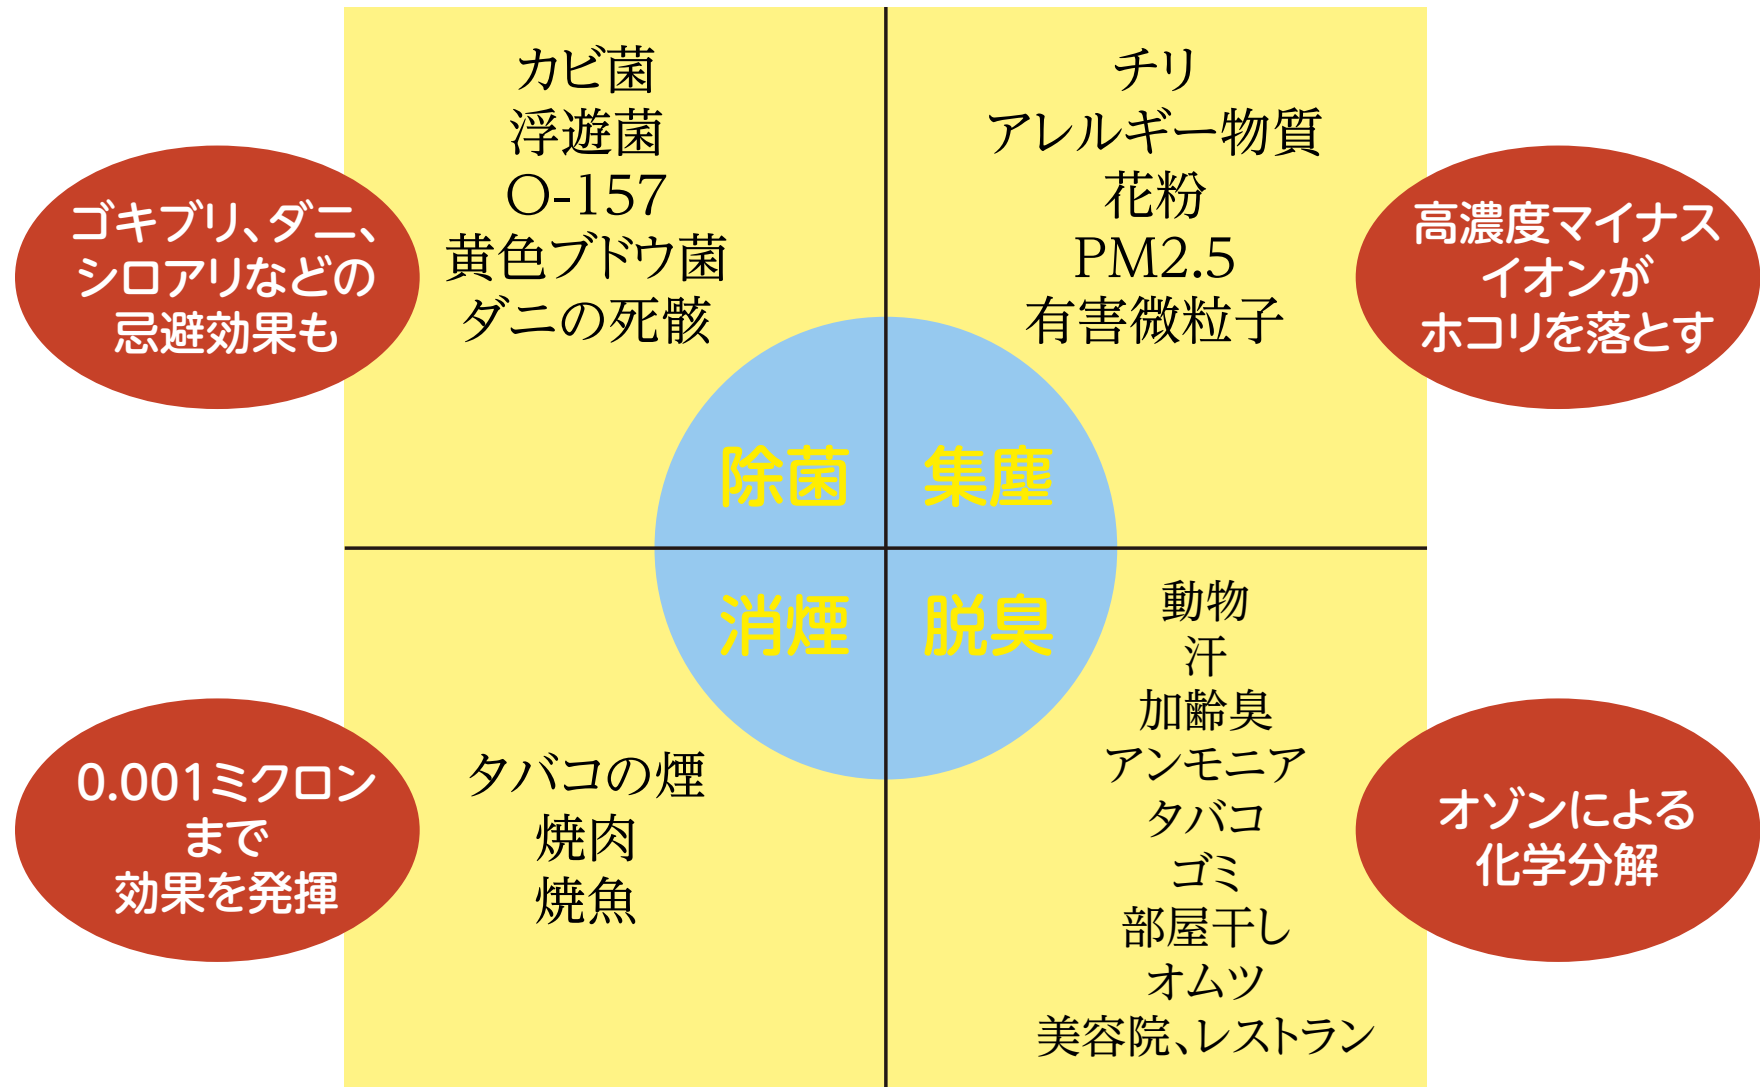 カビ菌
浮遊菌
O-157
黄色ブドウ菌
ダニの死骸
チリ
アレルギー物質
花粉
PM2.5
有害微粒子
ゴキブリ、ダニ、
シロアリなどの
忌避効果も
高濃度マイナス
イオンが
ホコリを落とす
除菌
集塵
消煙
脱臭
タバコの煙
焼肉
焼魚
動物
汗
加齢臭
アンモニア
タバコ
ゴミ
部屋干し
オムツ
美容院、レストラン
0.001ミクロン
まで
効果を発揮
オゾンによる
化学分解